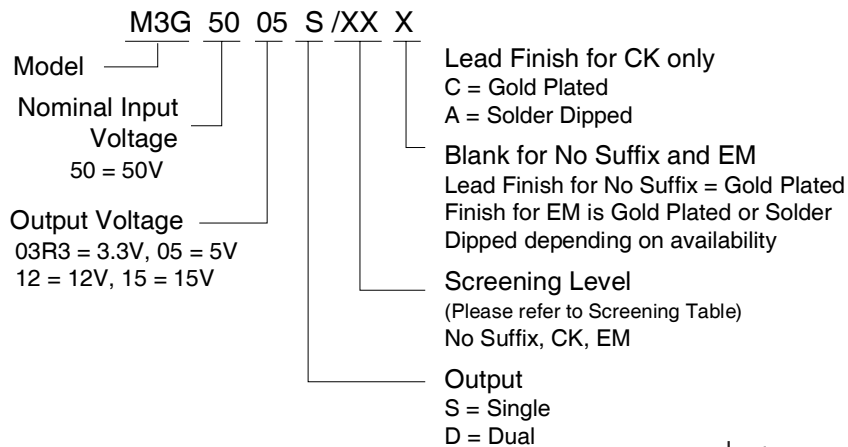 M3G 50 05 S /XX X
Model
Nominal Input
Voltage
50 = 50V
Output Voltage
03R3 = 3.3V, 05 = 5V
12 = 12V, 15 = 15V
Lead Finish for CK only
C = Gold Plated
A = Solder Dipped
Blank for No Suffix and EM
Lead Finish for No Suffix = Gold Plated
Finish for EM is Gold Plated or Solder
Dipped depending on availability
Screening Level
(Please refer to Screening Table)
No Suffix, CK, EM
Output
S = Single
D = Dual